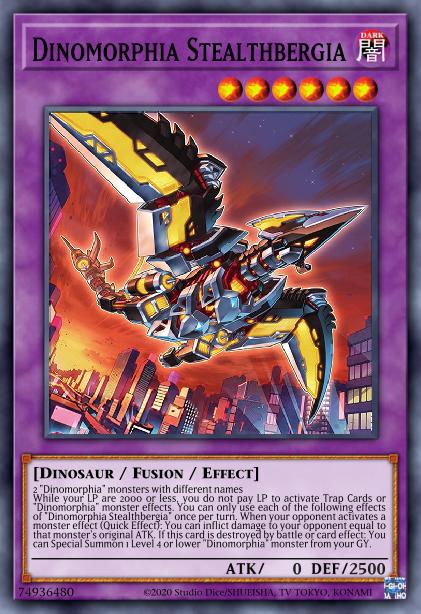 Dinomorphia Stealthbergia
DARK
闇
[Dinosaur / Fusion / Effect]
2 "Dinomorphia" monsters with different names
While your LP are 2000 or less, you do not pay LP to activate Trap Cards or
"Dinomorphia" monster effects. You can only use each of the following effects
of "Dinomorphia Stealthbergia" once per turn. When your opponent activates a
monster effect (Quick Effect): You can inflict damage to your opponent equal to
that monster's original ATK. If this card is destroyed by battle or card effect: You
can Special Summon 1 Level 4 or lower "Dinomorphia" monster from your GY.
ATK/ 0 DEF/2500
74936480 ©2020 Studio Dice/SHUEISHA, TV TOKYO, KONAMI